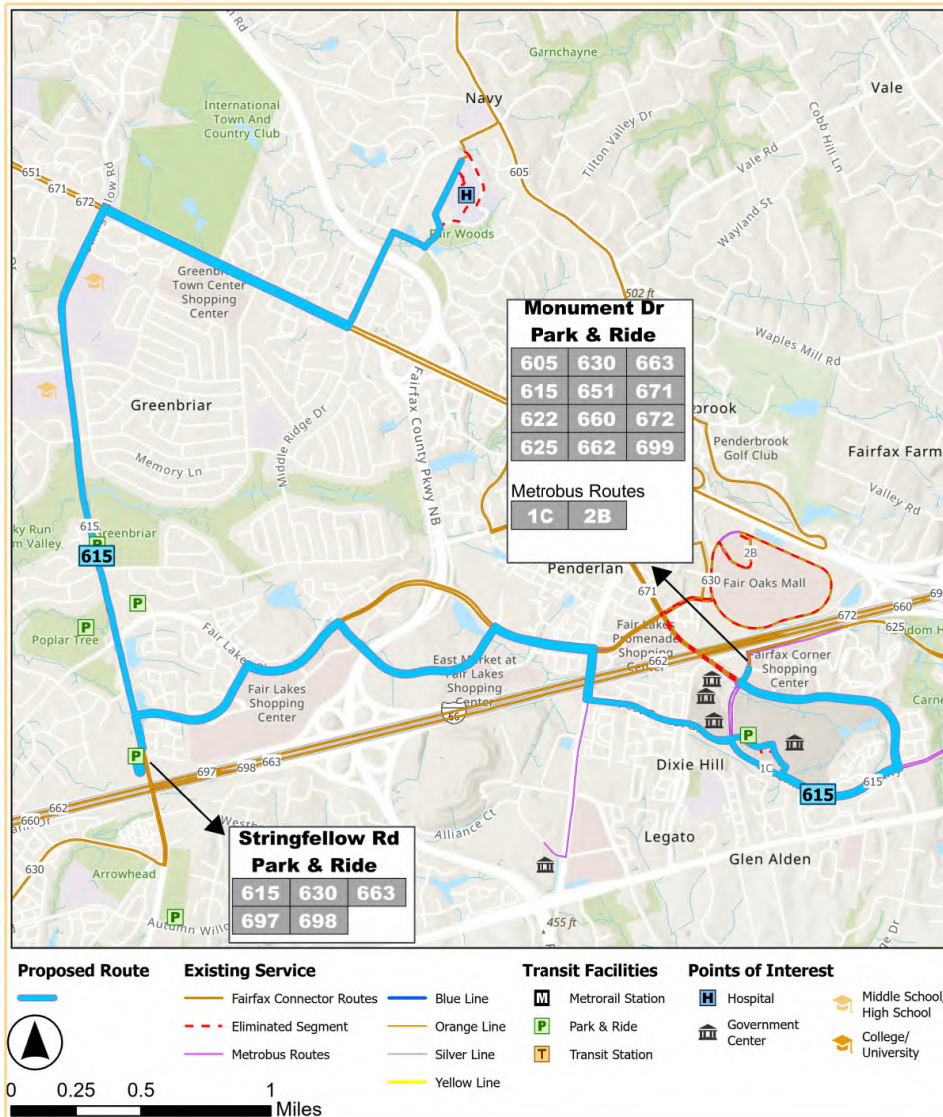 Navy
Garnchayne
Vale
International
Town And
Country Club
Tilton Valley Dr
Cobb Hill Ln
Vale Rd
Wayland St
605
651
671
672
H
Fair Woods
Greenbriar
Town Center
Shopping
Center
502 ft
Waples Mill Rd
Monument Dr
Park & Ride
605 630 663
615 651 671
622 660 672
625 662 699
Metrobus Routes
1C 2B
Greenbriar
Middle Ridge Dr
Memory Ln
Fairfax County Pkwy NB
Penderbrook
Golf Club
Fairfax Farm
Valley Rd
615
Greenbriar
P
615
P
P
Poplar Tree
Penderlan
2B
630
Fair Oaks Mall
671
672
660
625
Fair Lakes
Promenade
Shopping
Center
662
Fairfax Corner
Shopping
Center
Fair Lakes
Shopping
Center
East Market at
Fair Lakes
Shopping
Center
66
P
P
697
698
663
Dixie Hill
1C
615
615
660
662
Alliance Ct
Legato
Glen Alden
Stringfellow Rd
Park & Ride
615 630 663
697 698
630
Arrowhead
P
455 ft
Proposed Route
Existing Service
Transit Facilities
Points of Interest
Fairfax Connector Routes
Blue Line
M Metrorail Station
H Hospital
Middle School/
High School
Eliminated Segment
Orange Line
P Park & Ride
Government
Center
College/
University
Metrobus Routes
Silver Line
T Transit Station
Yellow Line
0 0.25 0.5 1
Miles